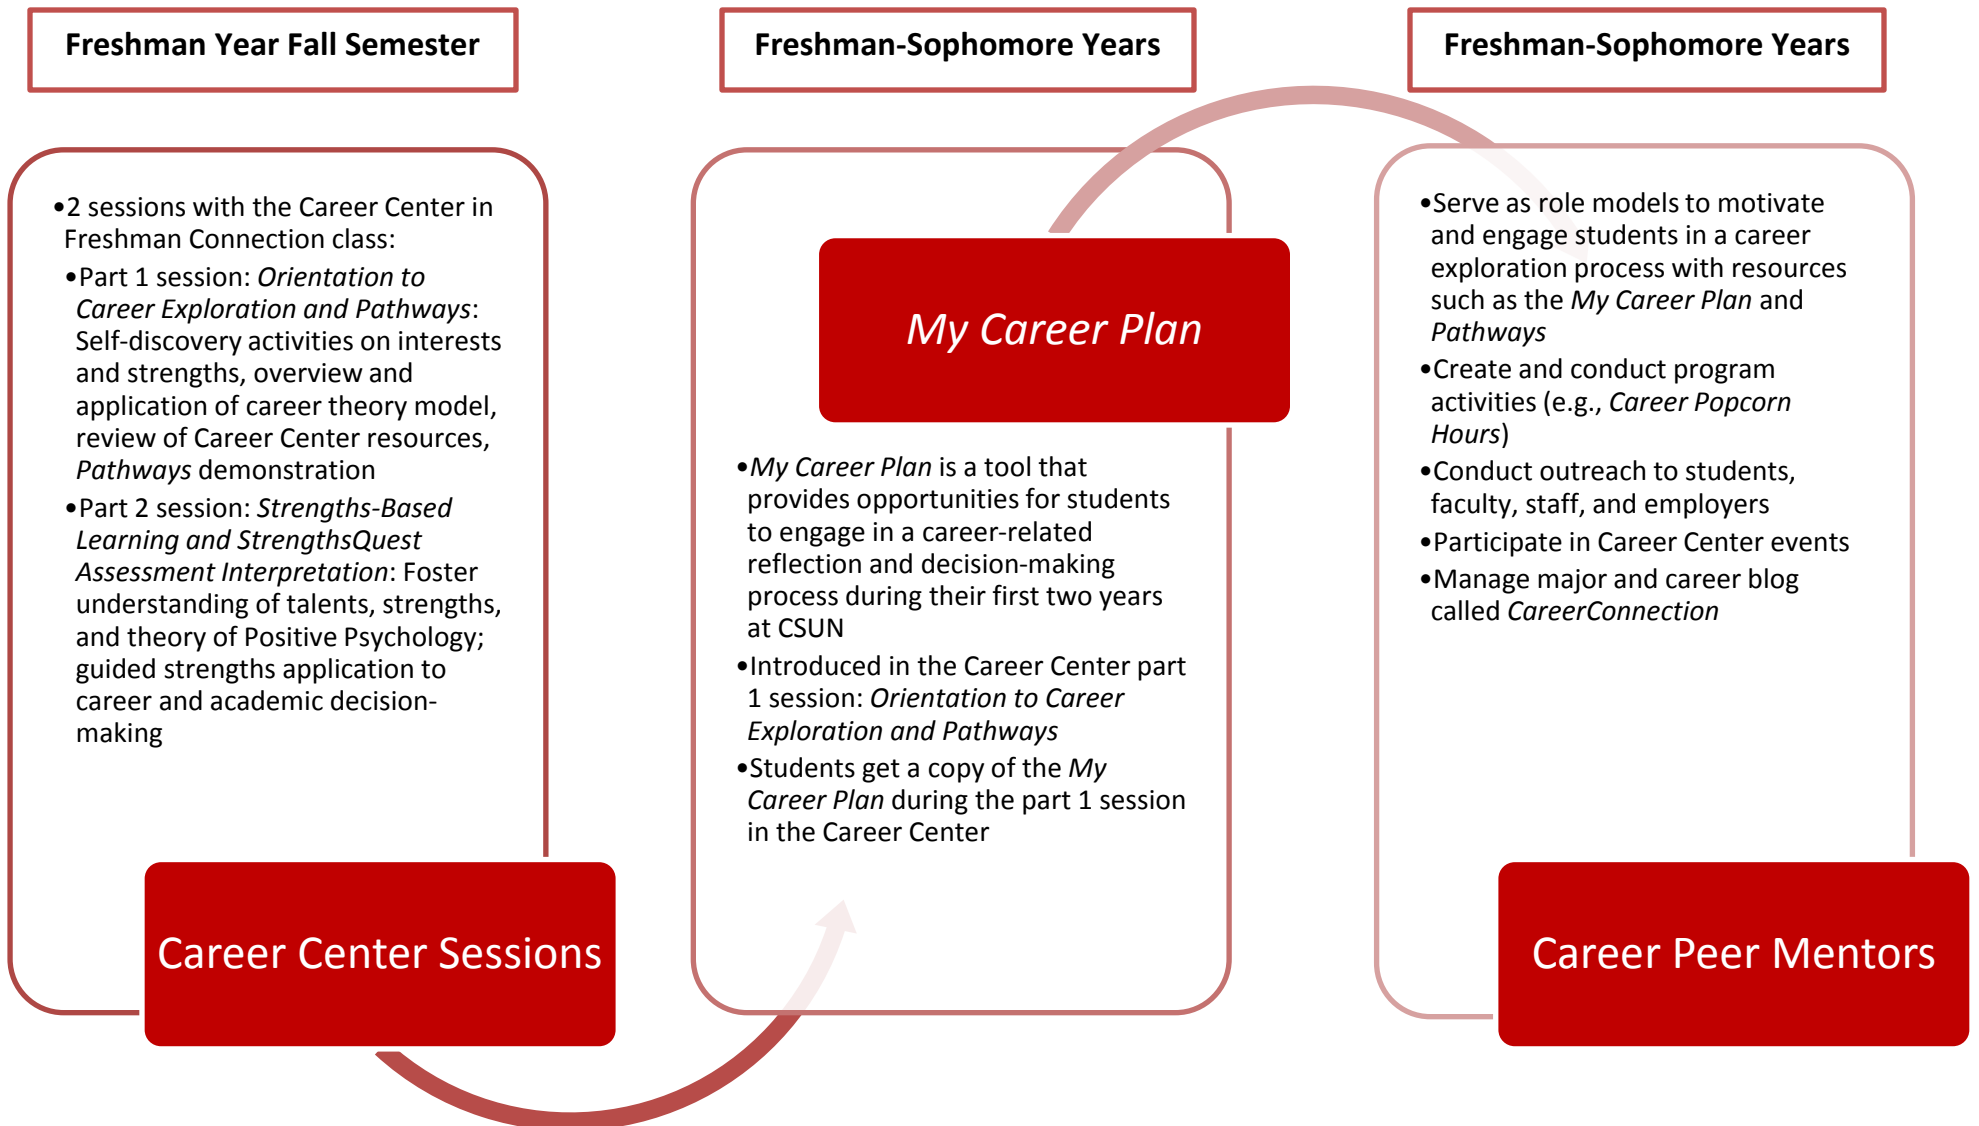 Freshman Year Fall Semester
•2 sessions with the Career Center in
Freshman Connection class:
•Part 1 session: Orientation to
Career Exploration and Pathways:
Self-discovery activities on interests
and strengths, overview and
application of career theory model,
review of Career Center resources,
Pathways demonstration
•Part 2 session: Strengths-Based
Learning and StrengthsQuest
Assessment Interpretation: Foster
understanding of talents, strengths,
and theory of Positive Psychology;
guided strengths application to
career and academic decision-
making
Career Center Sessions
Freshman-Sophomore Years
My Career Plan
•My Career Plan is a tool that
provides opportunities for students
to engage in a career-related
reflection and decision-making
process during their first two years
at CSUN
•Introduced in the Career Center part
1 session: Orientation to Career
Exploration and Pathways
•Students get a copy of the My
Career Plan during the part 1 session
in the Career Center
Freshman-Sophomore Years
•Serve as role models to motivate
and engage students in a career
exploration process with resources
such as the My Career Plan and
Pathways
•Create and conduct program
activities (e.g., Career Popcorn
Hours)
•Conduct outreach to students,
faculty, staff, and employers
•Participate in Career Center events
•Manage major and career blog
called CareerConnection
Career Peer Mentors